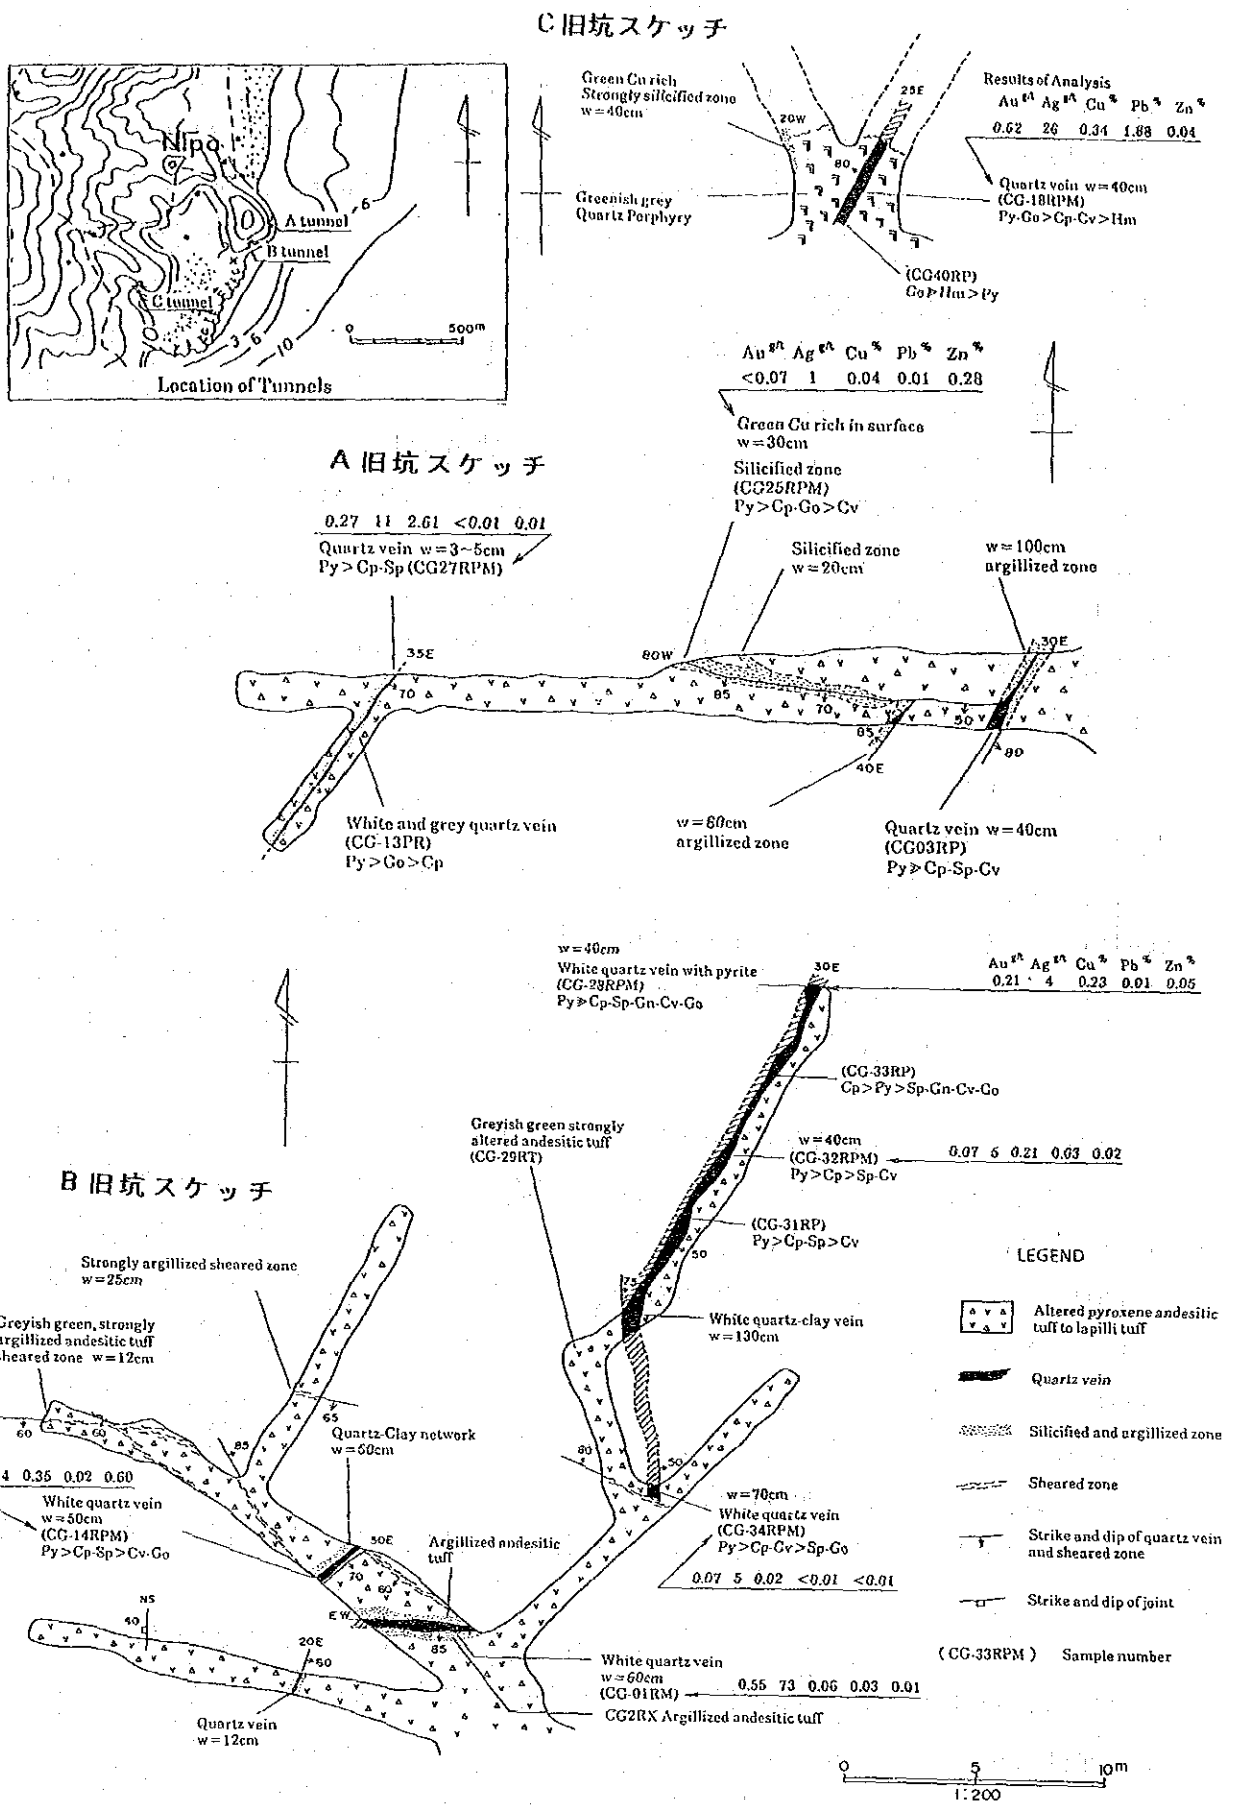 C旧坑スケッチ
Nipa
A tunnel
B tunnel
C tunnel
6
3
6
10
0 500m
Location of Tunnels
Green Cu rich
Strongly silicified zone
w=40cm
20W
25E
80
Greenish grey
Quartz Porphyry
Results of Analysis
Au g/t Ag g/t Cu % Pb % Zn %
0.62 26 0.34 1.88 0.04
Quartz vein w=40cm
(CG-18RPM)
Py-Go>Cp-Cv>Hm
(CG40RP)
Go≫Hm>Py
A旧坑スケッチ
Au g/t Ag g/t Cu % Pb % Zn %
<0.07 1 0.04 0.01 0.28
Green Cu rich in surface
w=30cm
Silicified zone
(CG25RPM)
Py>Cp-Go>Cv
0.27 11 2.61 <0.01 0.01
Quartz vein w=3~5cm
Py>Cp-Sp (CG27RPM)
Silicified zone
w=20cm
w=100cm
argillized zone
35E
70
80W
85
70
85
40E
50
30E
80
White and grey quartz vein
(CG-13PR)
Py>Go>Cp
w=80cm
argillized zone
Quartz vein w=40cm
(CG03RP)
Py≫Cp-Sp-Cv
B旧坑スケッチ
w=40cm
White quartz vein with pyrite
(CG-28RPM)
Py≫Cp-Sp-Gn-Cv-Go
30E
Au g/t Ag g/t Cu % Pb % Zn %
0.21 4 0.23 0.01 0.05
(CG-33RP)
Cp>Py>Sp-Gn-Cv-Go
Greyish green strongly
altered andesitic tuff
(CG-29RT)
w=40cm
(CG-32RPM)
Py>Cp>Sp-Cv
0.07 5 0.21 0.03 0.02
(CG-31RP)
Py>Cp-Sp>Cv
50
75
White quartz-clay vein
w=130cm
Strongly argillized sheared zone
w=25cm
Greyish green, strongly
argillized andesitic tuff
sheared zone w=12cm
60
60
85
65
Quartz-Clay network
w=60cm
4 0.35 0.02 0.60
White quartz vein
w=50cm
(CG-14RPM)
Py>Cp-Sp>Cv-Go
50E
70
60
Argillized andesitic
tuff
EW
85
80
50
w=70cm
White quartz vein
(CG-34RPM)
Py>Cp-Cv>Sp-Go
0.07 5 0.02 <0.01 <0.01
NS
40
20E
60
Quartz vein
w=12cm
White quartz vein
w=60cm
(CG-01RM)
0.55 73 0.06 0.03 0.01
CG2RX Argillized andesitic tuff
LEGEND
Altered pyroxene andesitic
tuff to lapilli tuff
Quartz vein
Silicified and argillized zone
Sheared zone
Strike and dip of quartz vein
and sheared zone
Strike and dip of joint
(CG-33RPM) Sample number
0 5 10m
1:200